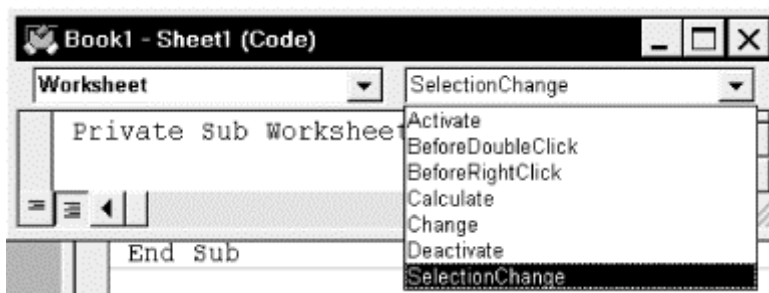 Book1 - Sheet1 (Code)
Worksheet
SelectionChange
Private Sub Worksheet
Activate
BeforeDoubleClick
BeforeRightClick
Calculate
Change
Deactivate
SelectionChange
End Sub